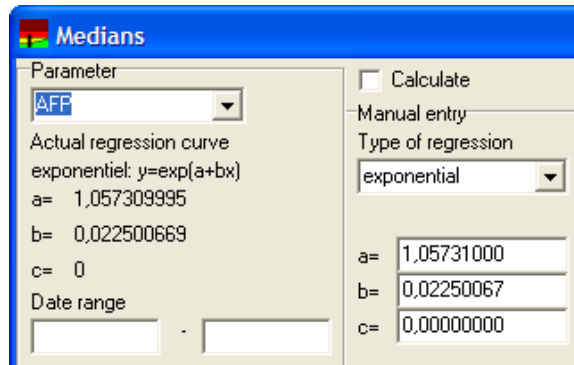 Medians
Parameter
AFP
Actual regression curve
exponentiel: y=exp(a+bx)
a= 1,057309995
b= 0,022500669
c= 0
Date range
-
Calculate
Manual entry
Type of regression
exponential
a= 1,05731000
b= 0,02250067
c= 0,00000000